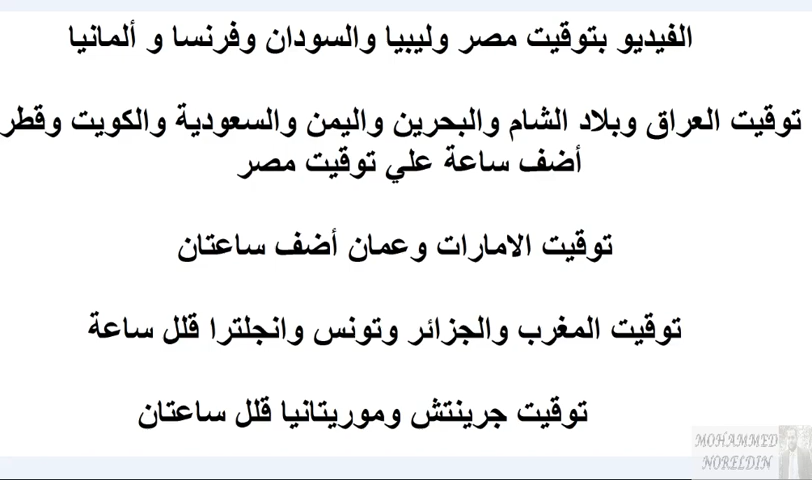 الفيديو بتوقيت مصر وليبيا والسودان وفرنسا و ألمانيا
توقيت العراق وبلاد الشام والبحرين واليمن والسعودية والكويت وقطر
أضف ساعة علي توقيت مصر
توقيت الامارات وعمان أضف ساعتان
توقيت المغرب والجزائر وتونس وانجلترا قلل ساعة
توقيت جرينتش وموريتانيا قلل ساعتان
MOHAMMED
NORELDIN